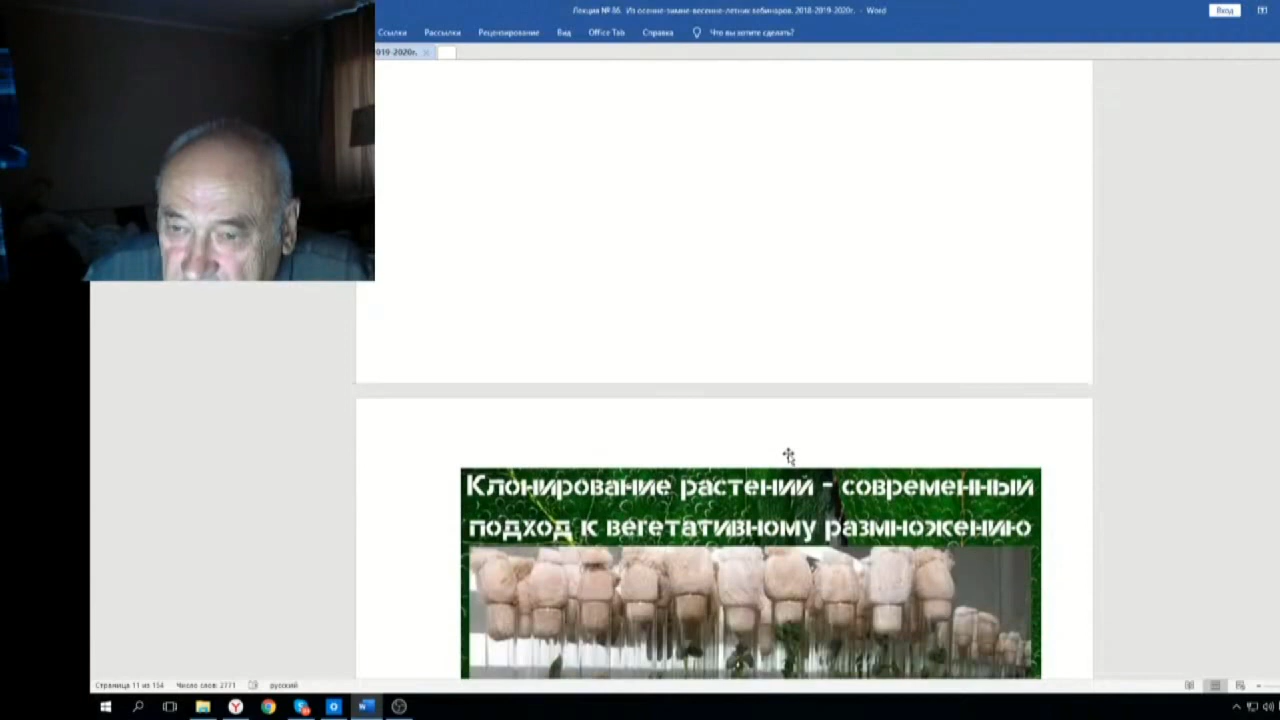 Лекция № 86. Из осенне-зимне-весенне-летних вебинаров. 2018-2019-2020г. - Word
Вход
Ссылки Рассылки Рецензирование Вид Office Tab Справка Что вы хотите сделать?
019-2020г.
Клонирование растений - современный
подход к вегетативному размножению
Страница 11 из 154 Число слов: 2771 русский